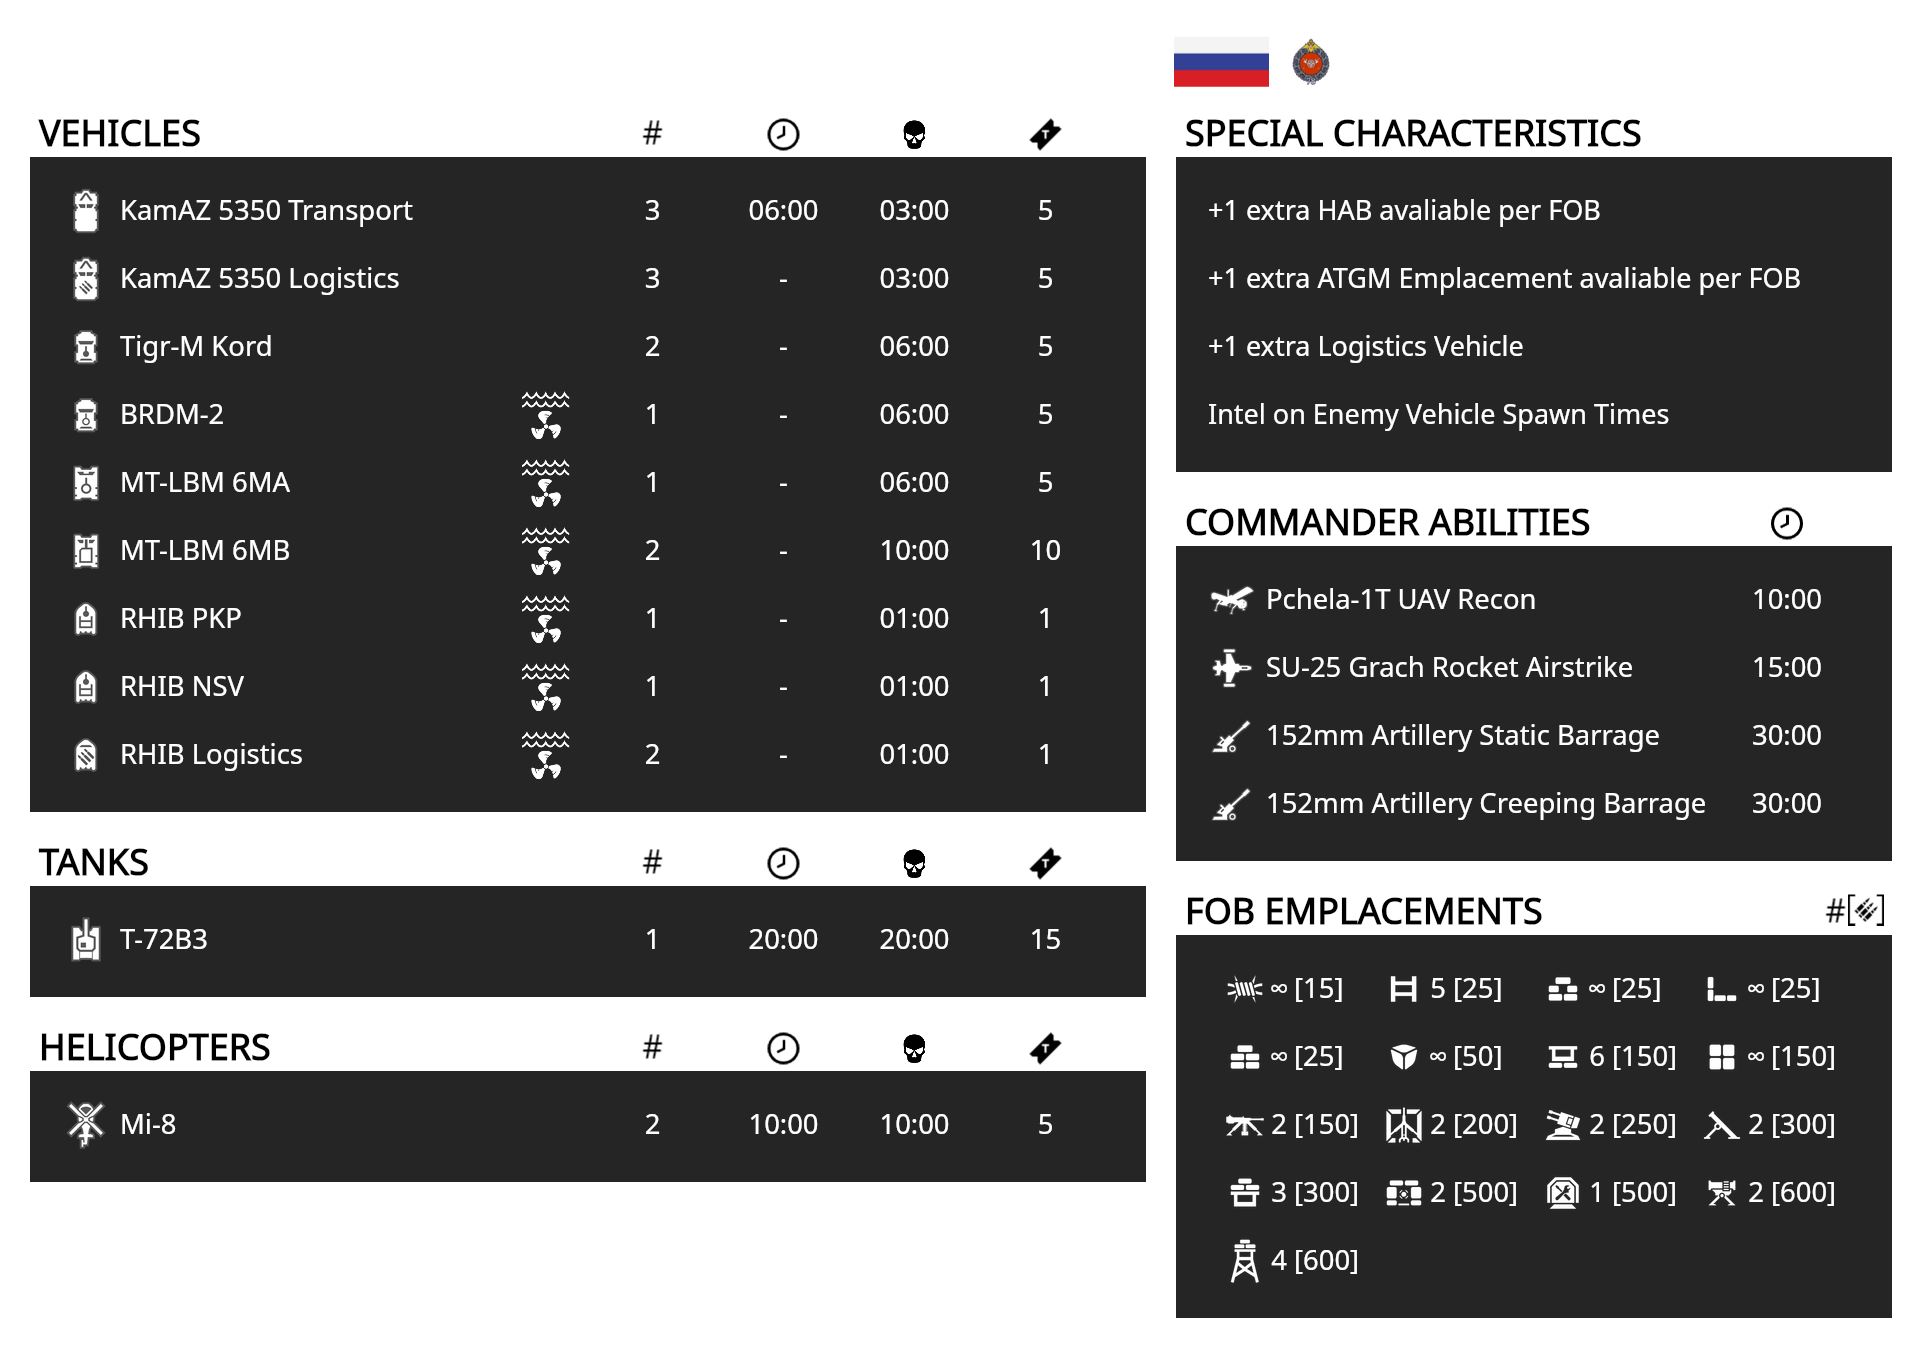 VEHICLES #
KamAZ 5350 Transport 3 06:00 03:00 5
KamAZ 5350 Logistics 3 - 03:00 5
Tigr-M Kord 2 - 06:00 5
BRDM-2 1 - 06:00 5
MT-LBM 6MA 1 - 06:00 5
MT-LBM 6MB 2 - 10:00 10
RHIB PKP 1 - 01:00 1
RHIB NSV 1 - 01:00 1
RHIB Logistics 2 - 01:00 1
TANKS #
T-72B3 1 20:00 20:00 15
HELICOPTERS #
Mi-8 2 10:00 10:00 5
SPECIAL CHARACTERISTICS
+1 extra HAB avaliable per FOB
+1 extra ATGM Emplacement avaliable per FOB
+1 extra Logistics Vehicle
Intel on Enemy Vehicle Spawn Times
COMMANDER ABILITIES
Pchela-1T UAV Recon 10:00
SU-25 Grach Rocket Airstrike 15:00
152mm Artillery Static Barrage 30:00
152mm Artillery Creeping Barrage 30:00
FOB EMPLACEMENTS #[]
∞ [15] 5 [25] ∞ [25] ∞ [25]
∞ [25] ∞ [50] 6 [150] ∞ [150]
2 [150] 2 [200] 2 [250] 2 [300]
3 [300] 2 [500] 1 [500] 2 [600]
4 [600]